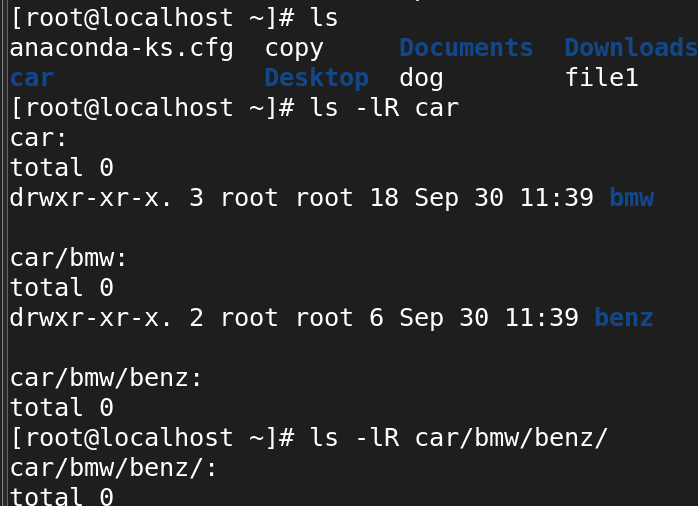 [root@localhost ~]# ls
anaconda-ks.cfg  copy     Documents  Downloads
car              Desktop  dog        file1
[root@localhost ~]# ls -lR car
car:
total 0
drwxr-xr-x. 3 root root 18 Sep 30 11:39 bmw

car/bmw:
total 0
drwxr-xr-x. 2 root root 6 Sep 30 11:39 benz

car/bmw/benz:
total 0
[root@localhost ~]# ls -lR car/bmw/benz/
car/bmw/benz/:
total 0